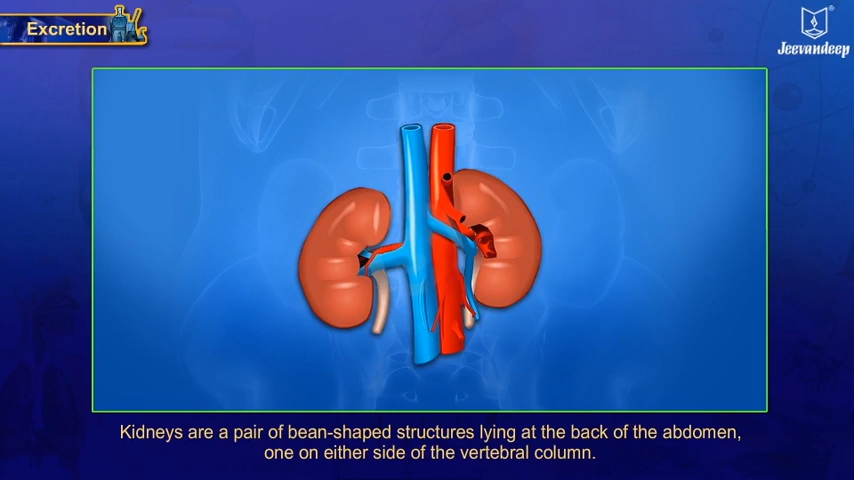 Excretion
Jeevandeep
Kidneys are a pair of bean-shaped structures lying at the back of the abdomen,
one on either side of the vertebral column.